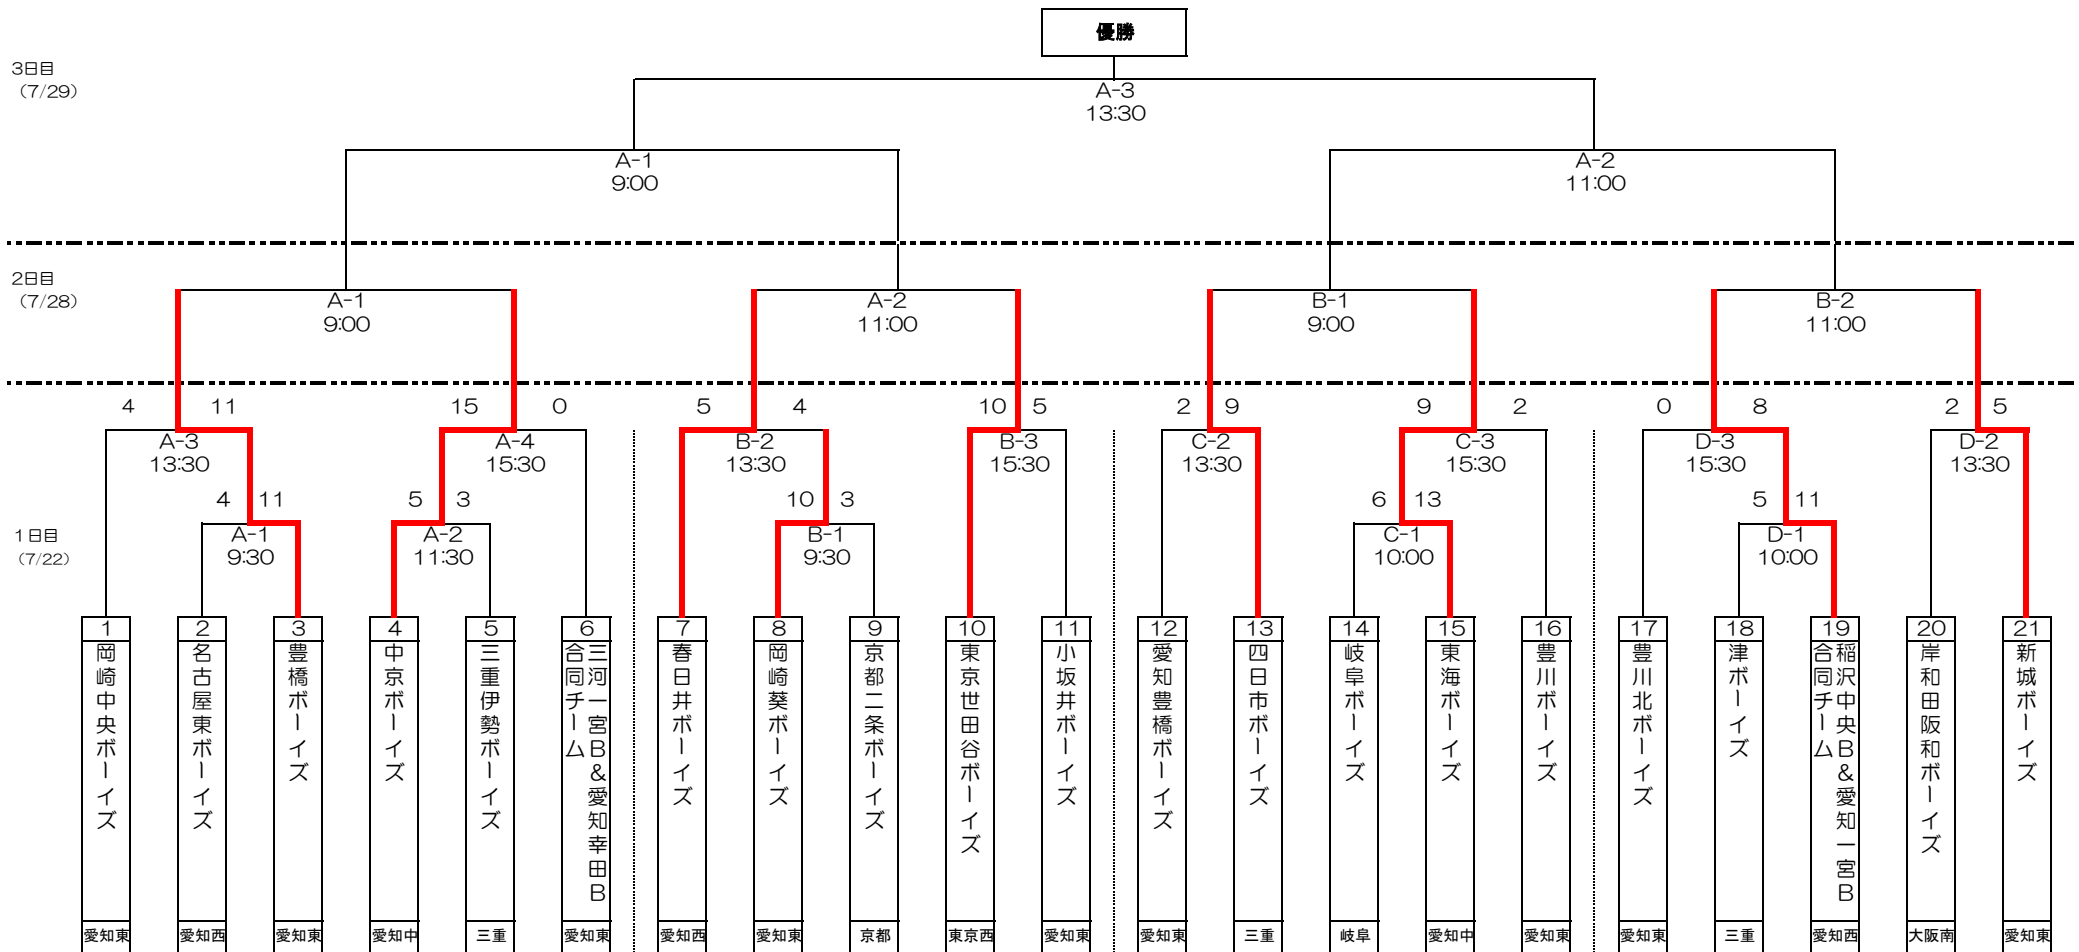 優勝
3日目
（7/29）
A-3
13:30
A-1
9:00
A-2
11:00
2日目
（7/28）
A-1
9:00
A-2
11:00
B-1
9:00
B-2
11:00
4 11
15 0
5 4
10 5
2 9
9 2
0 8
2 5
A-3
13:30
A-4
15:30
B-2
13:30
B-3
15:30
C-2
13:30
C-3
15:30
D-3
15:30
D-2
13:30
4 11
5 3
10 3
6 13
5 11
1日目
（7/22）
A-1
9:30
A-2
11:30
B-1
9:30
C-1
10:00
D-1
10:00
1
岡崎中央ボーイズ
愛知東
2
名古屋東ボーイズ
愛知西
3
豊橋ボーイズ
愛知東
4
中京ボーイズ
愛知中
5
三重伊勢ボーイズ
三重
6
三河一宮B＆愛知幸田B
合同チーム
愛知東
7
春日井ボーイズ
愛知西
8
岡崎葵ボーイズ
愛知東
9
京都二条ボーイズ
京都
10
東京世田谷ボーイズ
東京西
11
小坂井ボーイズ
愛知東
12
愛知豊橋ボーイズ
愛知東
13
四日市ボーイズ
三重
14
岐阜ボーイズ
岐阜
15
東海ボーイズ
愛知中
16
豊川ボーイズ
愛知東
17
豊川北ボーイズ
愛知東
18
津ボーイズ
三重
19
稲沢中央B＆愛知一宮B
合同チーム
愛知西
20
岸和田阪和ボーイズ
大阪南
21
新城ボーイズ
愛知東